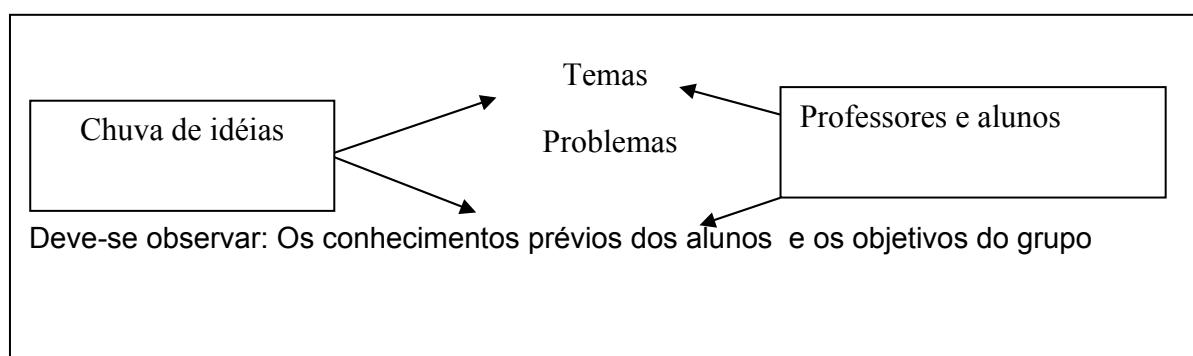 Temas
Chuva de idéias
Professores e alunos
Problemas
Deve-se observar: Os conhecimentos prévios dos alunos e os objetivos do grupo